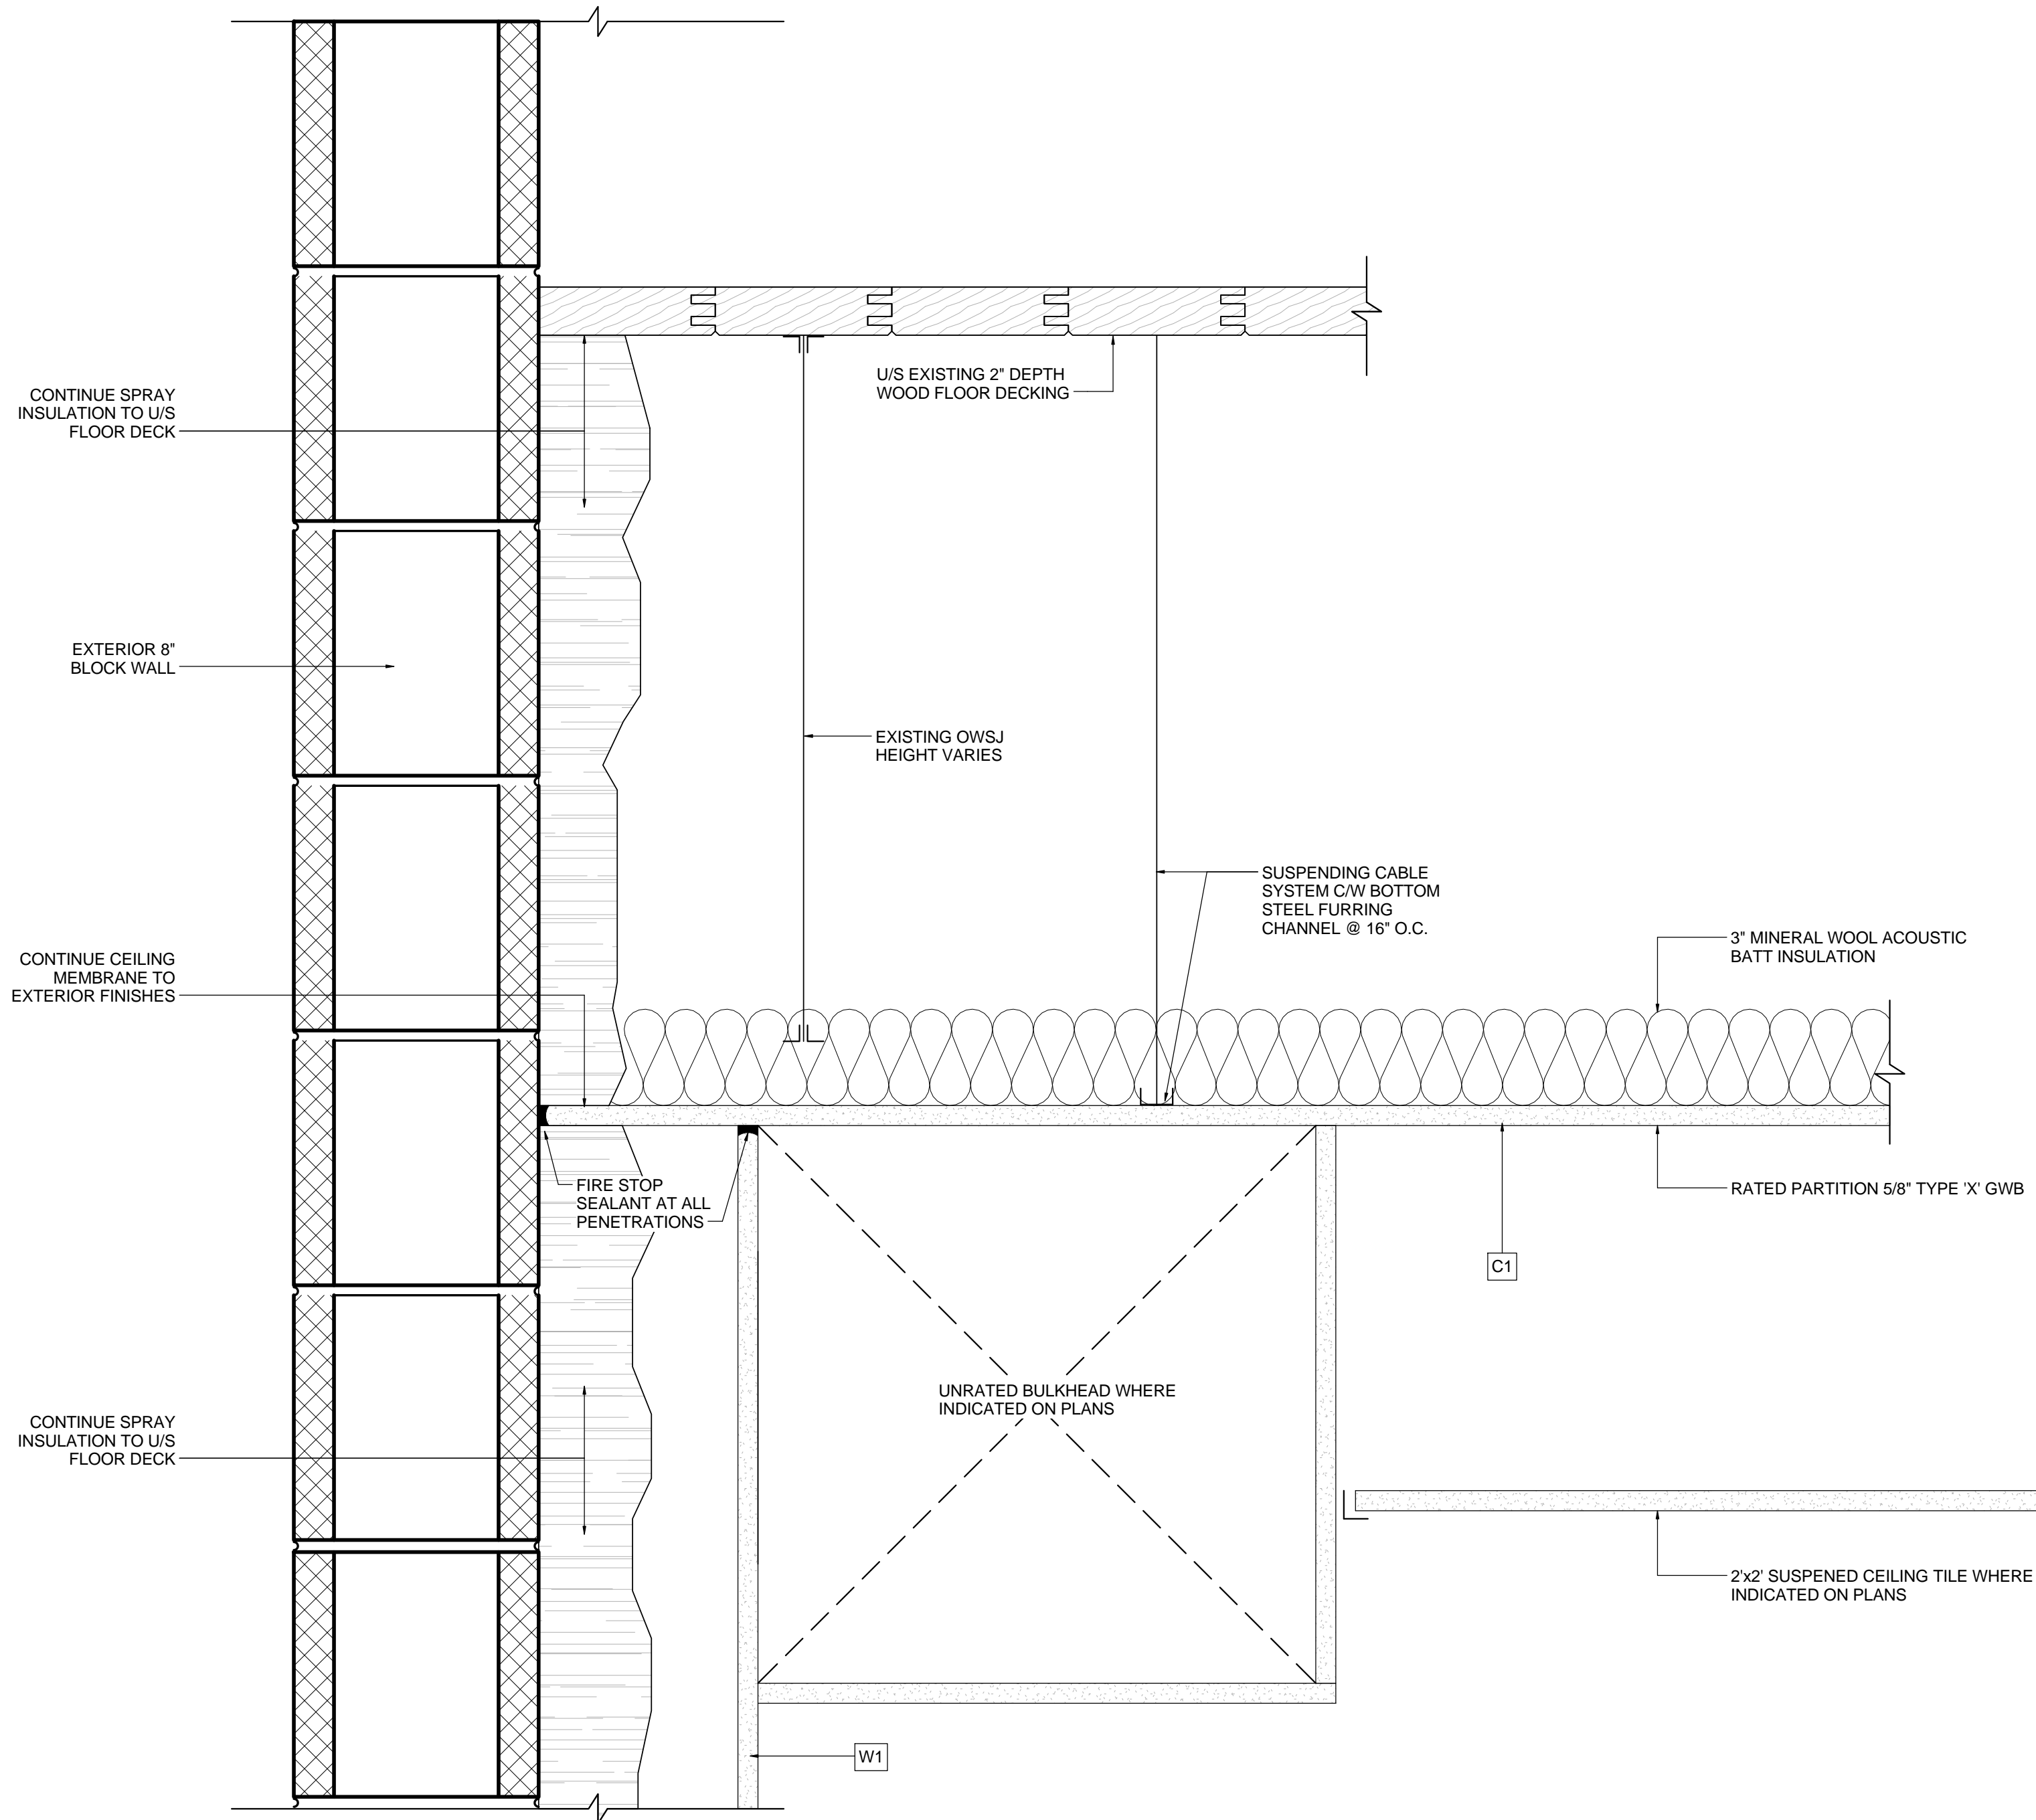 CONTINUE SPRAY
INSULATION TO U/S
FLOOR DECK
U/S EXISTING 2" DEPTH
WOOD FLOOR DECKING
EXTERIOR 8"
BLOCK WALL
EXISTING OWSJ
HEIGHT VARIES
SUSPENDING CABLE
SYSTEM C/W BOTTOM
STEEL FURRING
CHANNEL @ 16" O.C.
3" MINERAL WOOL ACOUSTIC
BATT INSULATION
CONTINUE CEILING
MEMBRANE TO
EXTERIOR FINISHES
FIRE STOP
SEALANT AT ALL
PENETRATIONS
RATED PARTITION 5/8" TYPE 'X' GWB
C1
UNRATED BULKHEAD WHERE
INDICATED ON PLANS
CONTINUE SPRAY
INSULATION TO U/S
FLOOR DECK
2'x2' SUSPENED CEILING TILE WHERE
INDICATED ON PLANS
W1